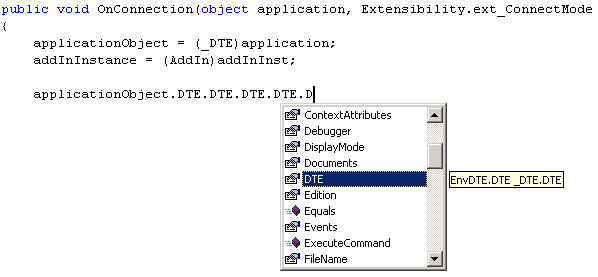 public void OnConnection(object application, Extensibility.ext_ConnectMode
{
applicationObject = (_DTE)application;
addInInstance = (AddIn)addInInst;
applicationObject.DTE.DTE.DTE.DTE.D
ContextAttributes
Debugger
DisplayMode
Documents
DTE
EnvDTE.DTE _DTE.DTE
Edition
Equals
Events
ExecuteCommand
FileName